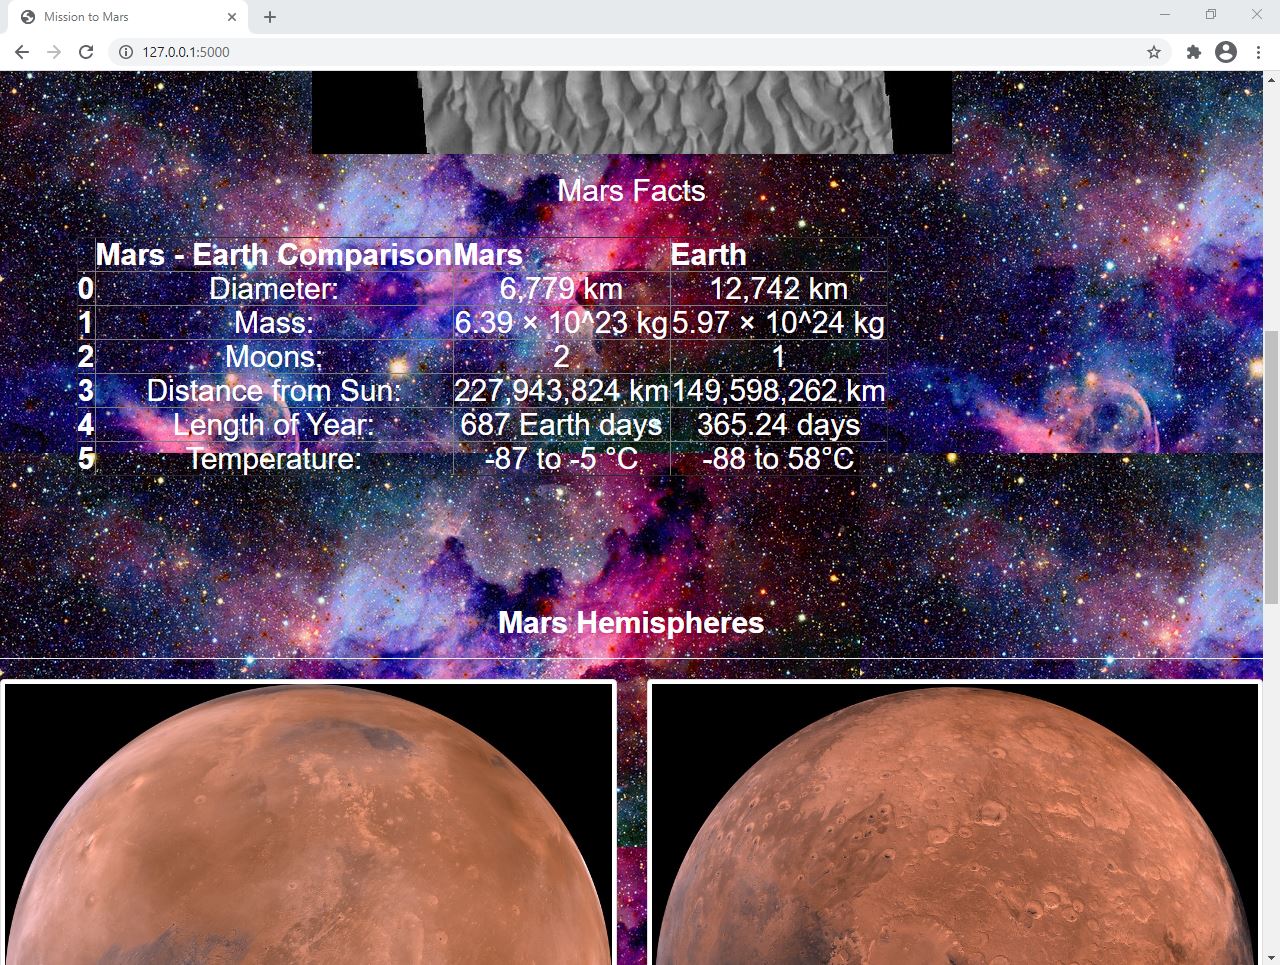 Mission to Mars
127.0.0.1:5000
Mars Facts
Mars - Earth Comparison Mars Earth
0 Diameter: 6,779 km 12,742 km
1 Mass: 6.39 × 10^23 kg 5.97 × 10^24 kg
2 Moons: 2 1
3 Distance from Sun: 227,943,824 km 149,598,262 km
4 Length of Year: 687 Earth days 365.24 days
5 Temperature: -87 to -5 °C -88 to 58°C
Mars Hemispheres